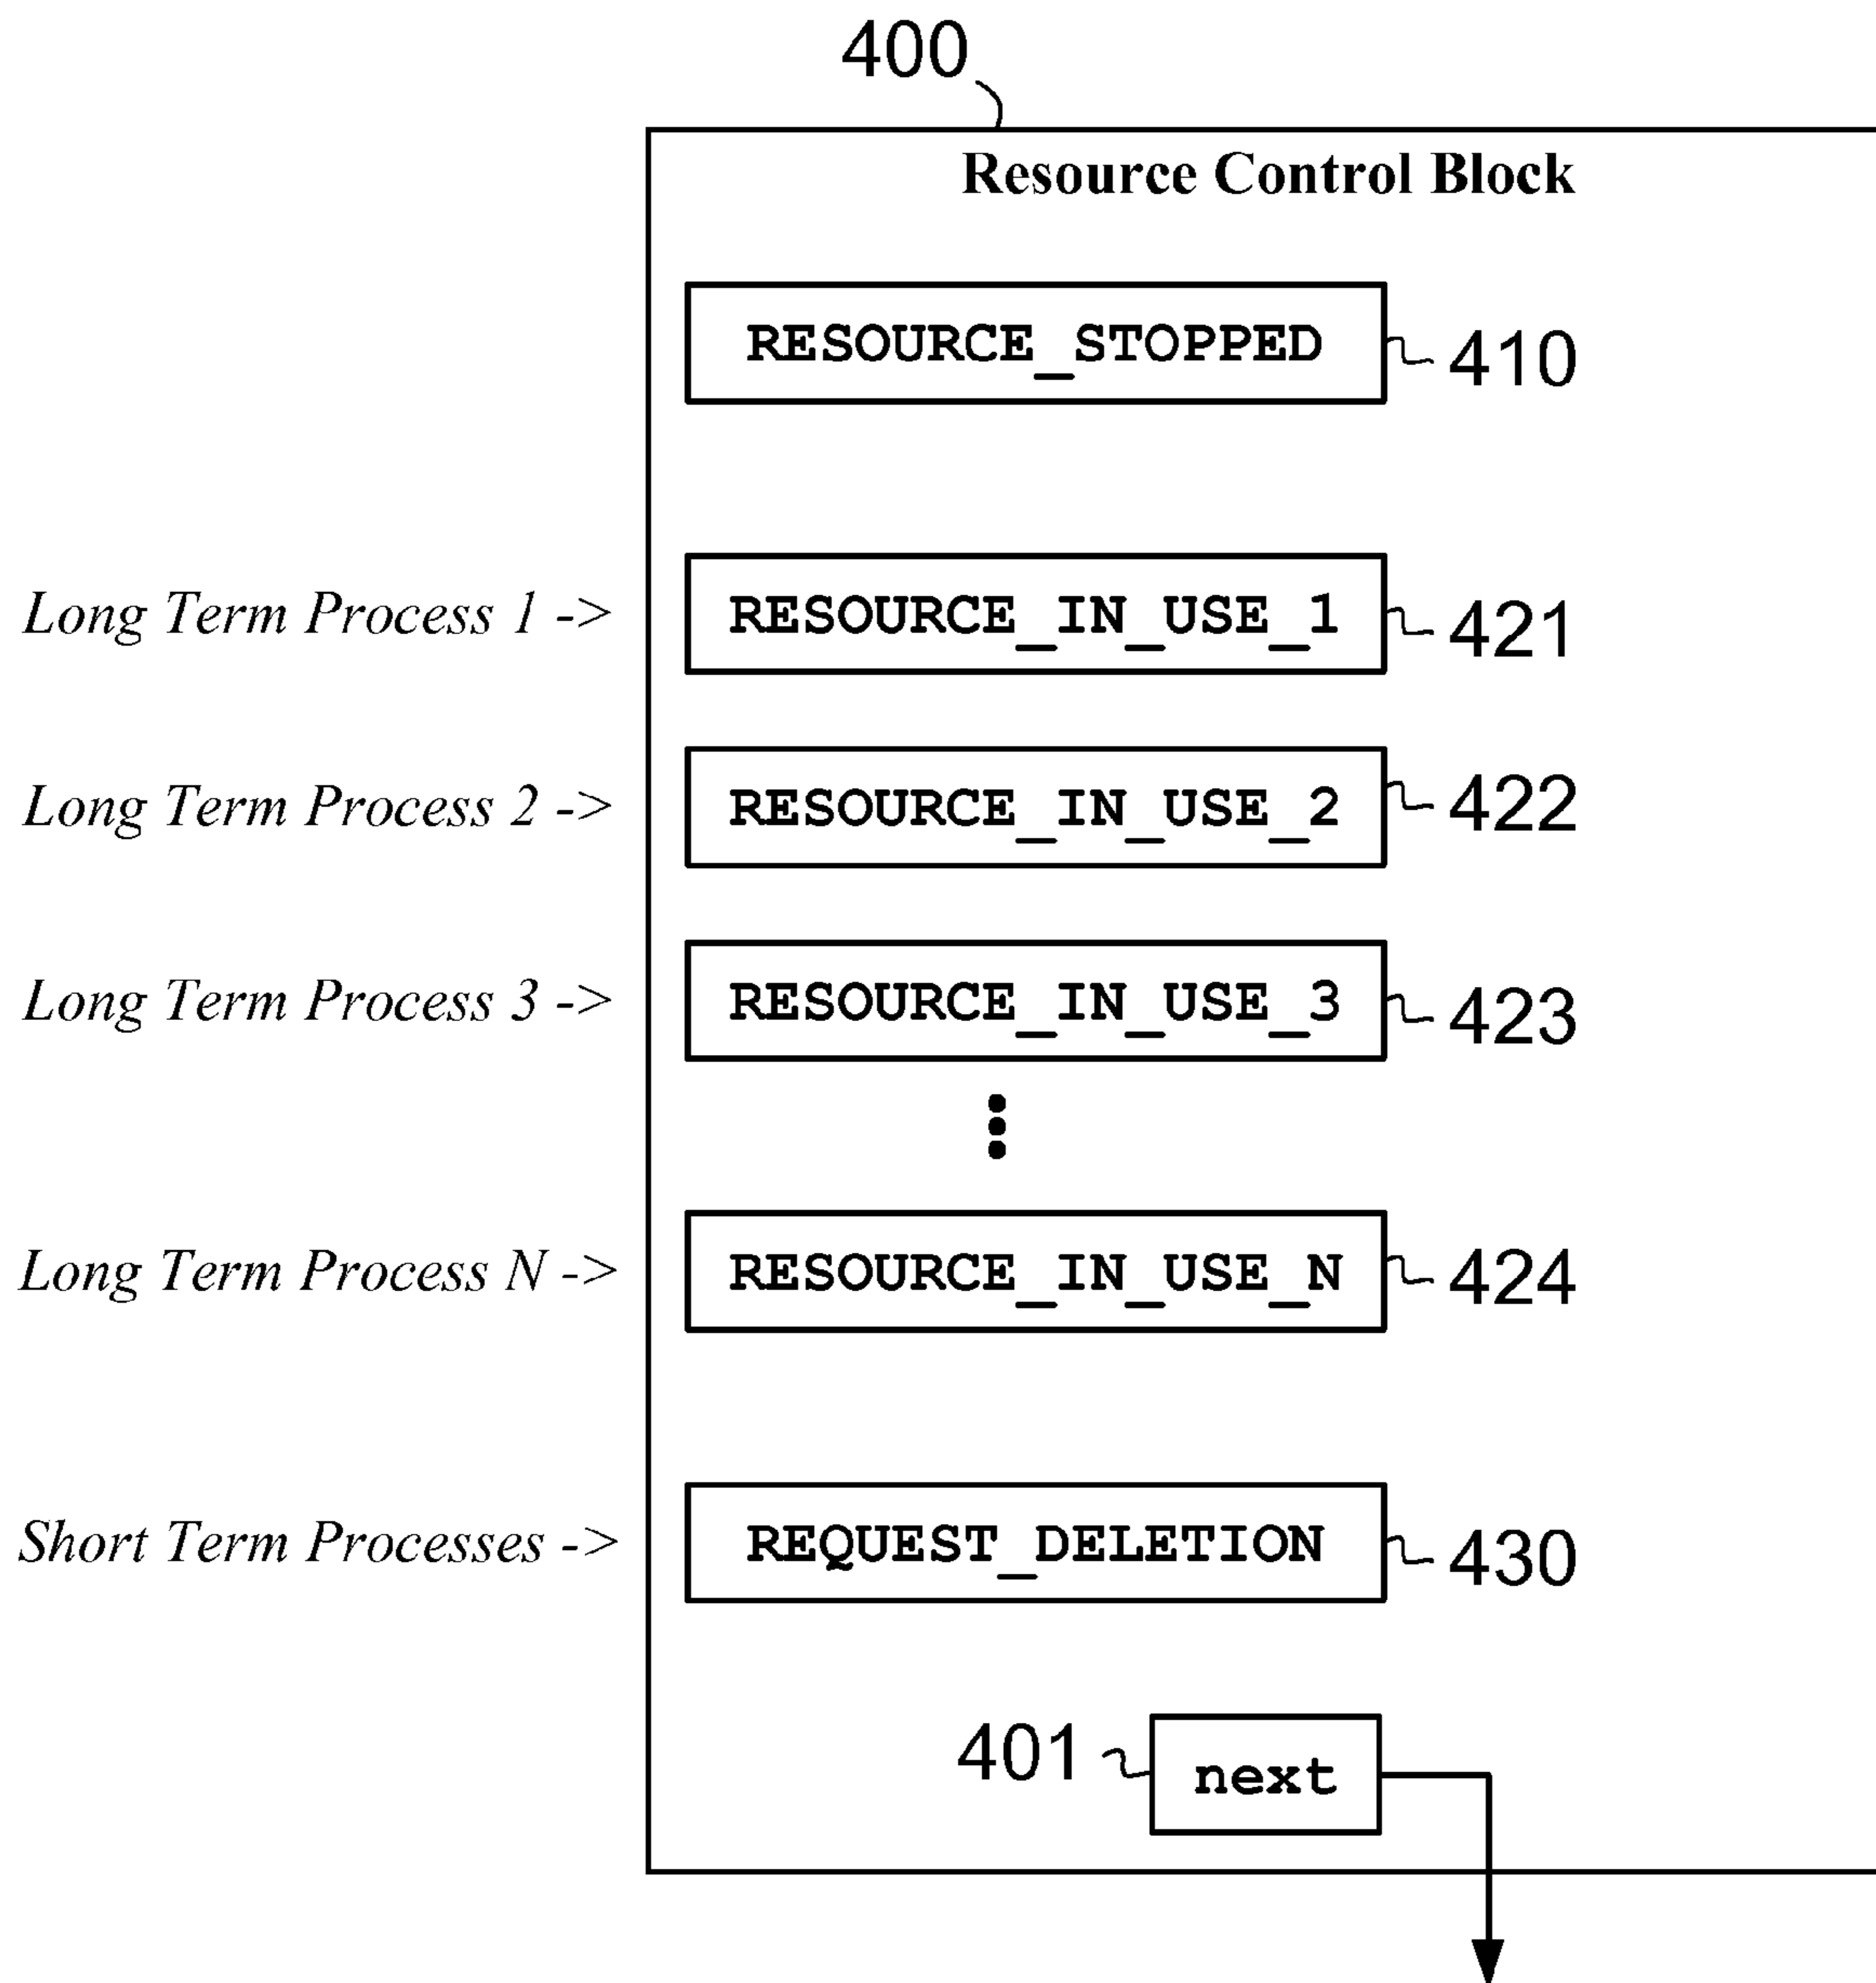 400
Resource Control Block
RESOURCE_STOPPED 410
Long Term Process 1 -> RESOURCE_IN_USE_1 421
Long Term Process 2 -> RESOURCE_IN_USE_2 422
Long Term Process 3 -> RESOURCE_IN_USE_3 423
Long Term Process N -> RESOURCE_IN_USE_N 424
Short Term Processes -> REQUEST_DELETION 430
401 next